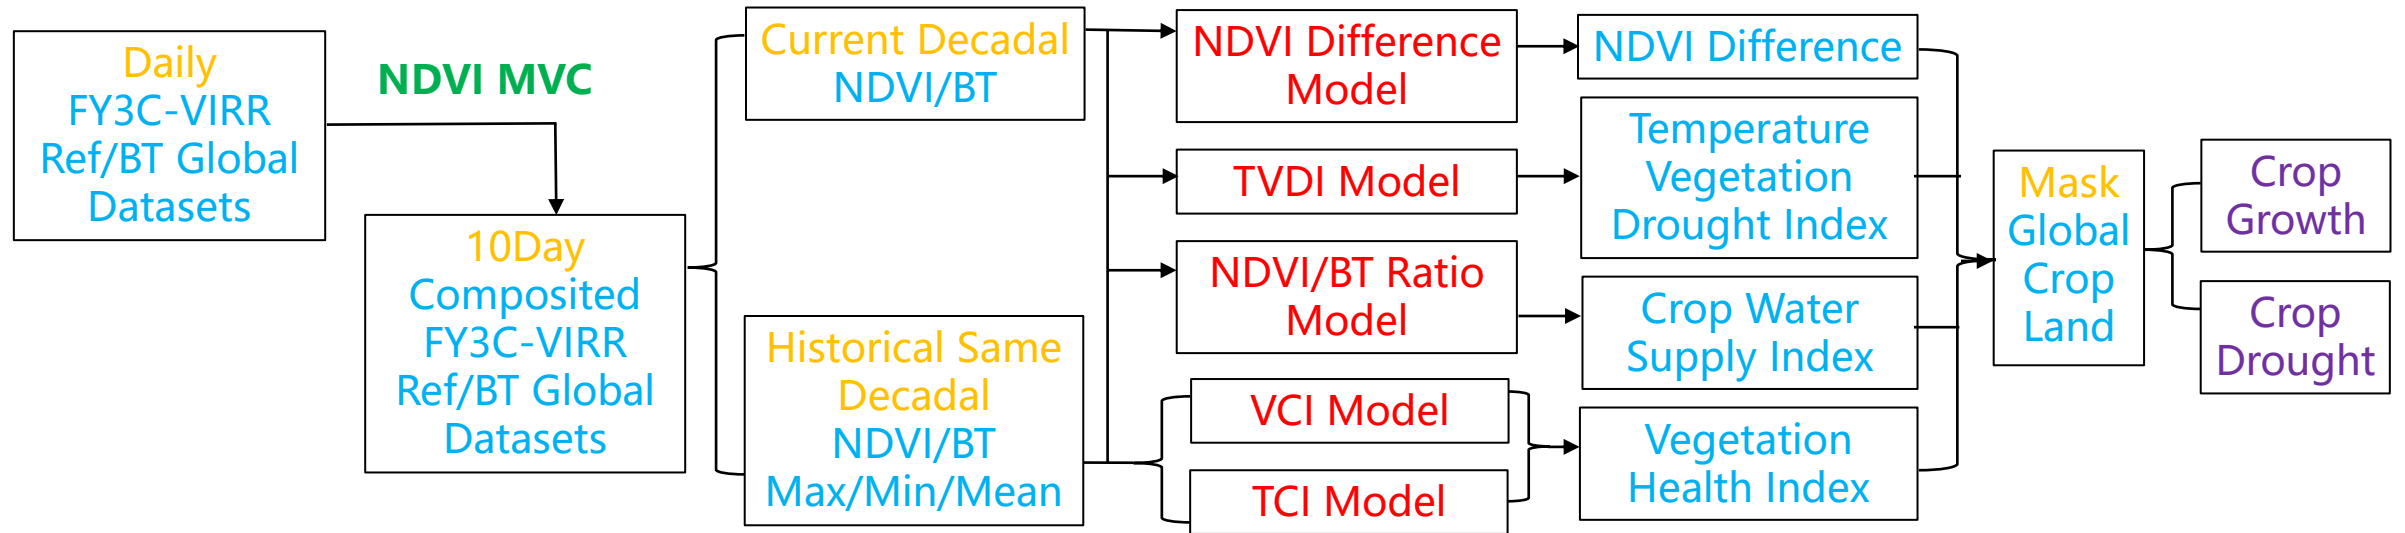 Daily
FY3C-VIRR
Ref/BT Global
Datasets
NDVI MVC
10Day
Composited
FY3C-VIRR
Ref/BT Global
Datasets
Current Decadal
NDVI/BT
Historical Same
Decadal
NDVI/BT
Max/Min/Mean
NDVI Difference
Model
TVDI Model
NDVI/BT Ratio
Model
VCI Model
TCI Model
NDVI Difference
Temperature
Vegetation
Drought Index
Crop Water
Supply Index
Vegetation
Health Index
Mask
Global
Crop
Land
Crop
Growth
Crop
Drought